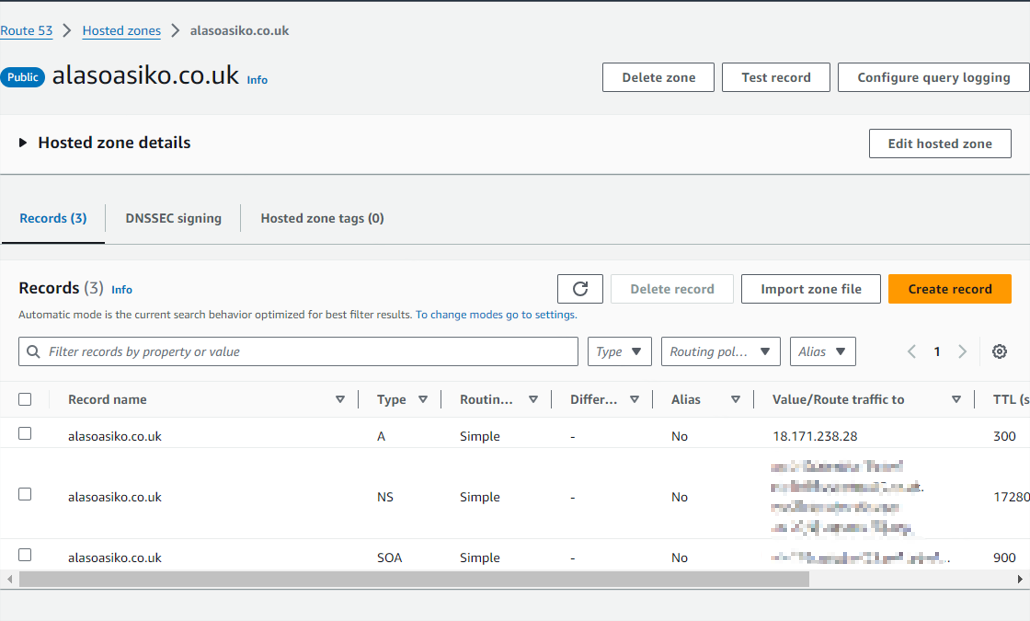 Route 53 > Hosted zones > alasoasiko.co.uk
Public alasoasiko.co.uk Info
Delete zone Test record Configure query logging
Hosted zone details
Edit hosted zone
Records (3) DNSSEC signing Hosted zone tags (0)
Records (3) Info
Delete record Import zone file Create record
Automatic mode is the current search behavior optimized for best filter results. To change modes go to settings.
Filter records by property or value Type Routing pol... Alias 1
Record name Type Routin... Differ... Alias Value/Route traffic to TTL (s
alasoasiko.co.uk A Simple - No 18.171.238.28 300
alasoasiko.co.uk NS Simple - No 17280
alasoasiko.co.uk SOA Simple - No 900